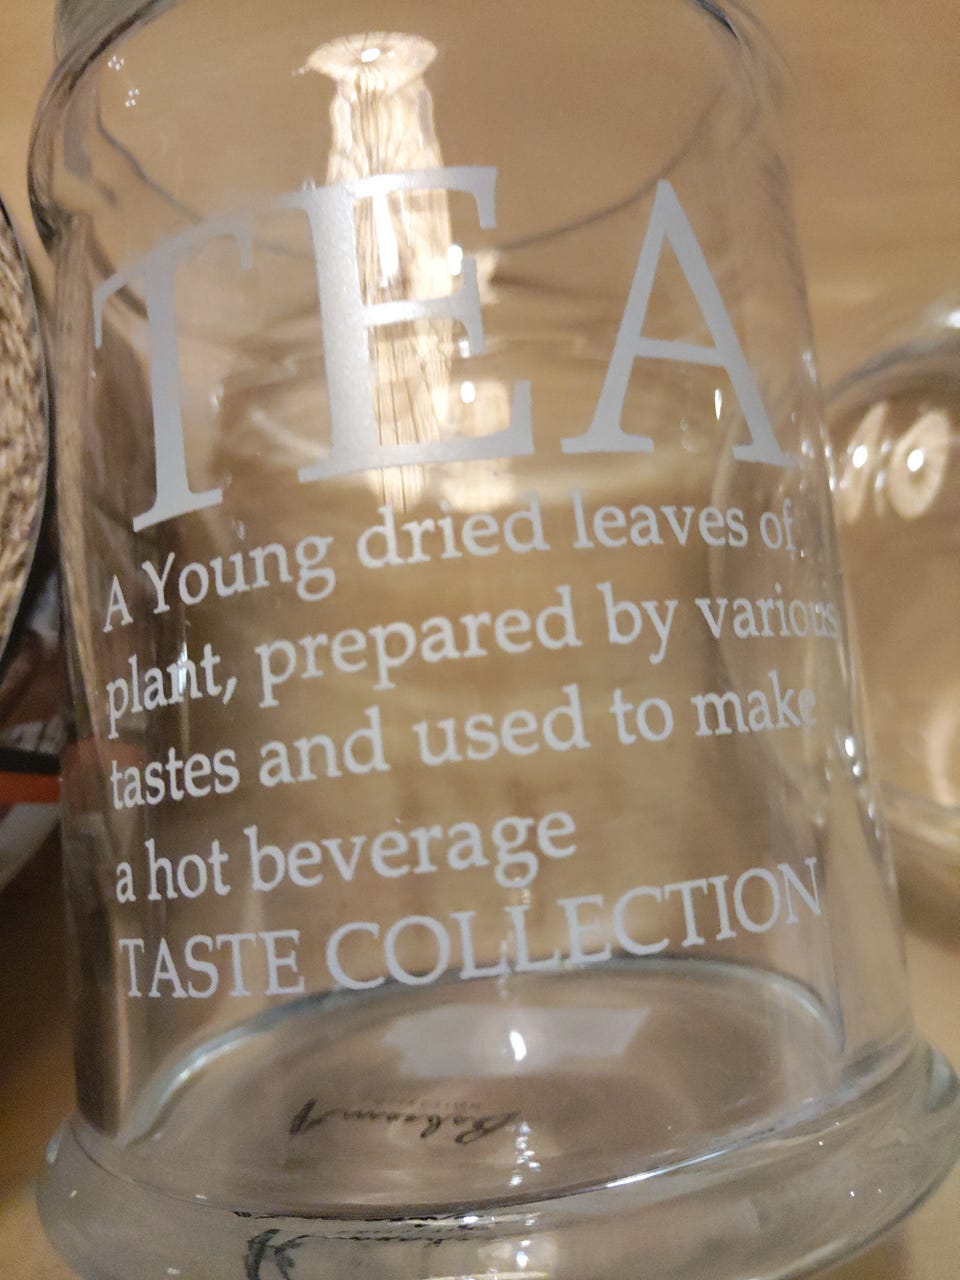 TEA
A Young dried leaves of
plant, prepared by various
tastes and used to make
a hot beverage
TASTE COLLECTION